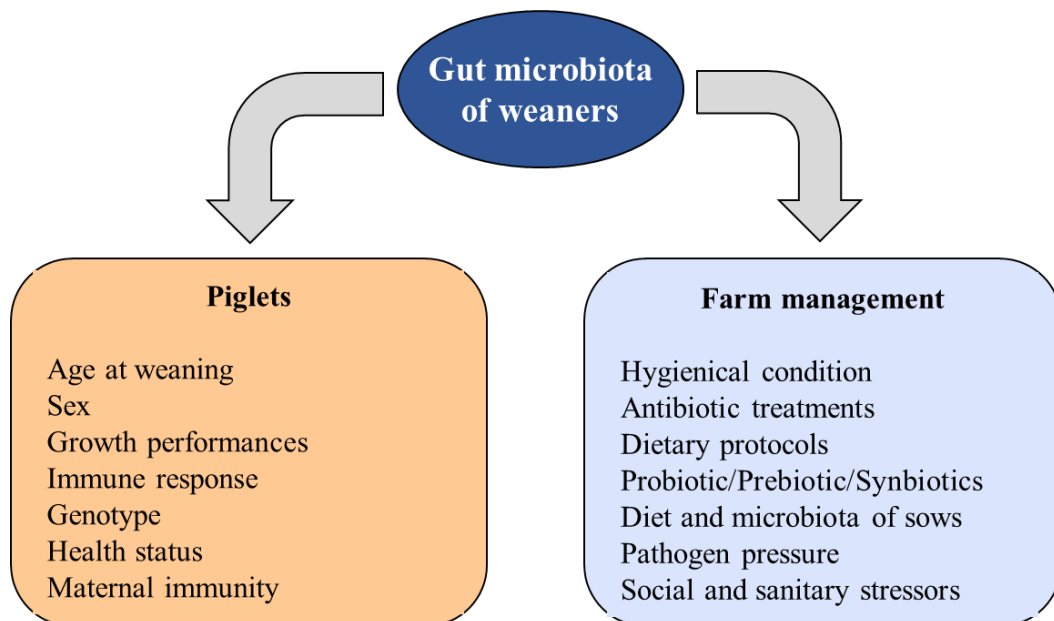 Gut microbiota
of weaners
Piglets
Age at weaning
Sex
Growth performances
Immune response
Genotype
Health status
Maternal immunity
Farm management
Hygienical condition
Antibiotic treatments
Dietary protocols
Probiotic/Prebiotic/Synbiotics
Diet and microbiota of sows
Pathogen pressure
Social and sanitary stressors